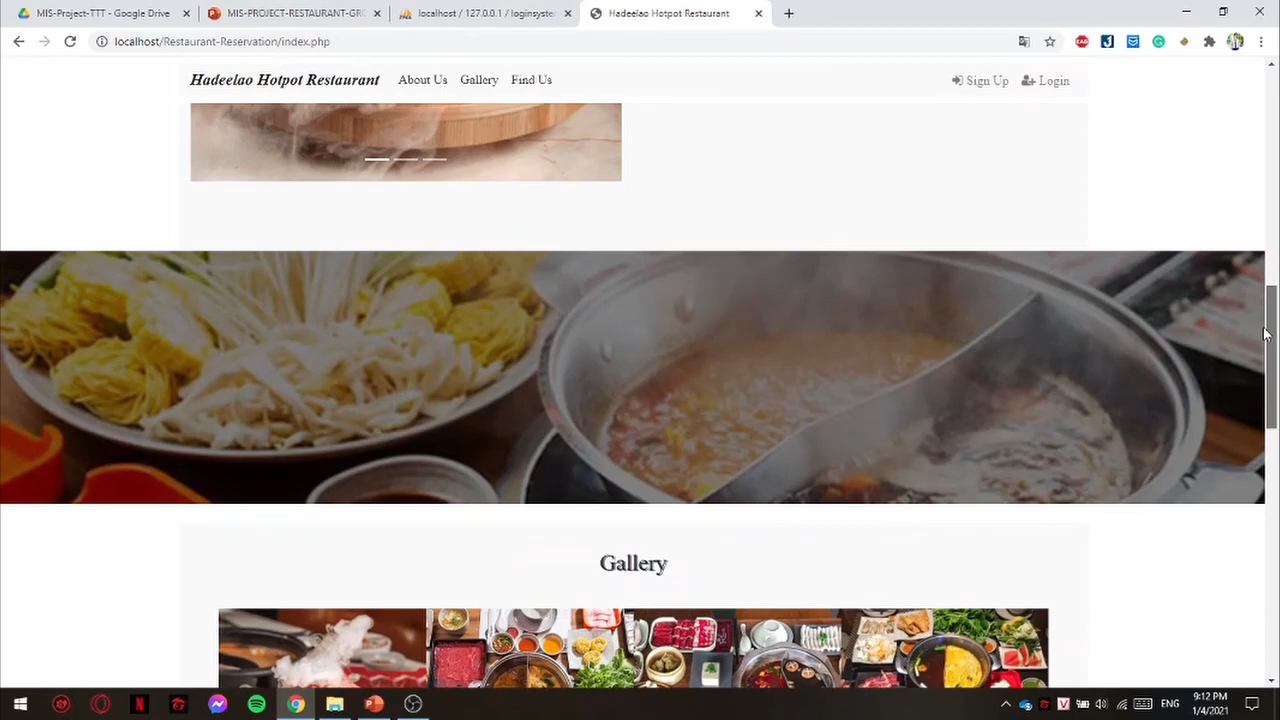 MIS-Project-TTT - Google Drive
MIS-PROJECT-RESTAURANT-GR
localhost / 127.0.0.1 / loginsyste
Hadeelao Hotpot Restaurant
localhost/Restaurant-Reservation/index.php
Hadeelao Hotpot Restaurant About Us Gallery Find Us Sign Up Login
Gallery
ENG
9:12 PM
1/4/2021